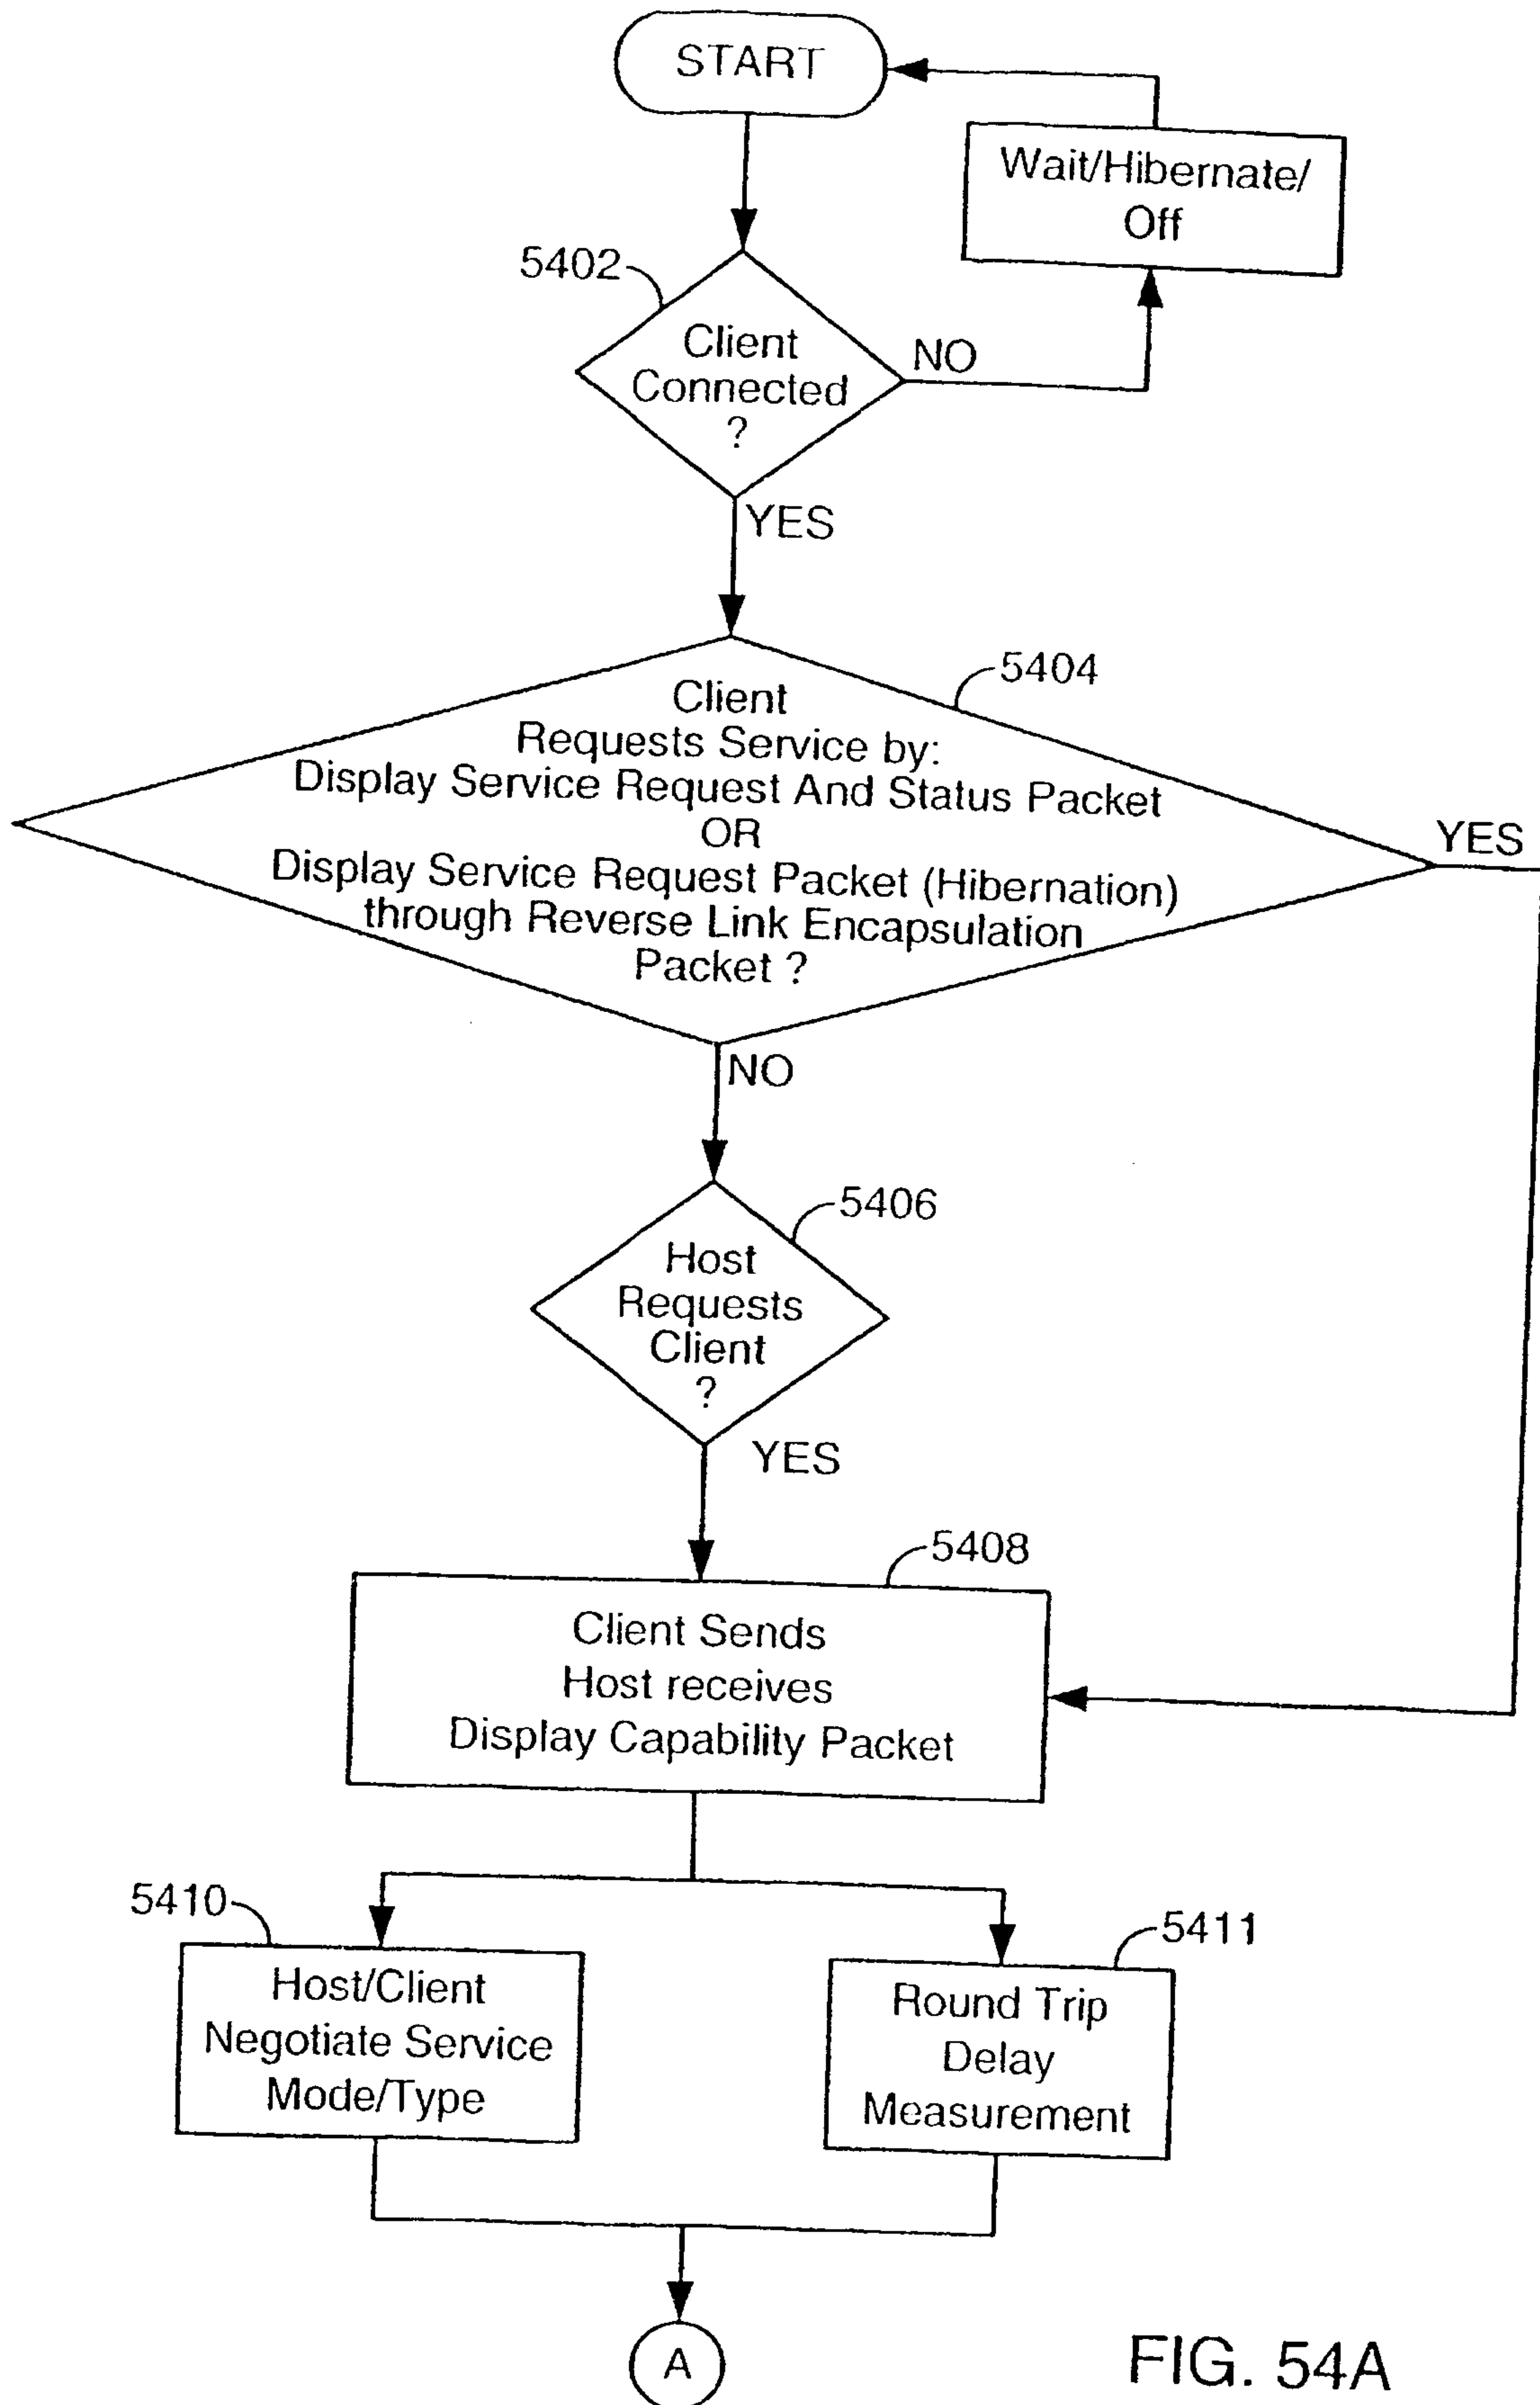 START
Wait/Hibernate/
Off
5402
Client
Connected
?
NO
YES
5404
Client
Requests Service by:
Display Service Request And Status Packet
OR
Display Service Request Packet (Hibernation)
through Reverse Link Encapsulation
Packet ?
YES
NO
5406
Host
Requests
Client
?
YES
5408
Client Sends
Host receives
Display Capability Packet
5410
Host/Client
Negotiate Service
Mode/Type
5411
Round Trip
Delay
Measurement
A
FIG. 54A